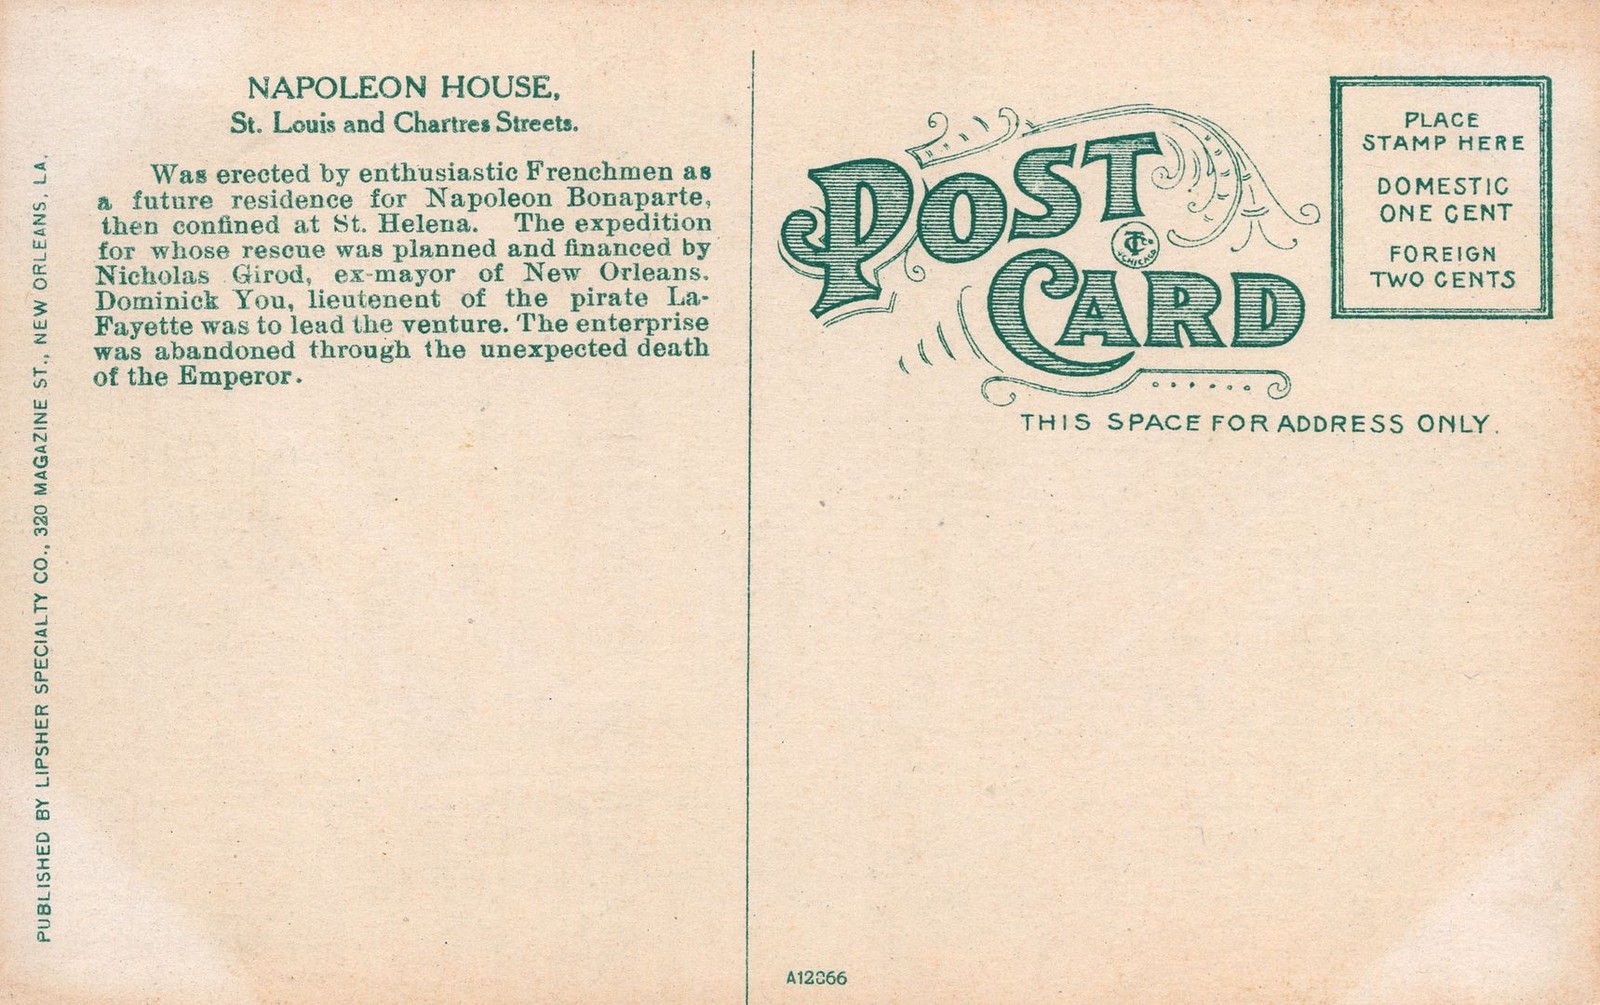 NAPOLEON HOUSE,
St. Louis and Chartres Streets.
Was erected by enthusiastic Frenchmen as
a future residence for Napoleon Bonaparte,
then confined at St. Helena. The expedition
for whose rescue was planned and financed by
Nicholas Girod, ex-mayor of New Orleans.
Dominick You, lieutenent of the pirate La-
Fayette was to lead the venture. The enterprise
was abandoned through the unexpected death
of the Emperor.
PUBLISHED BY LIPSHER SPECIALTY CO., 320 MAGAZINE ST., NEW ORLEANS, LA.
POST
CARD
THIS SPACE FOR ADDRESS ONLY.
PLACE
STAMP HERE
DOMESTIC
ONE CENT
FOREIGN
TWO CENTS